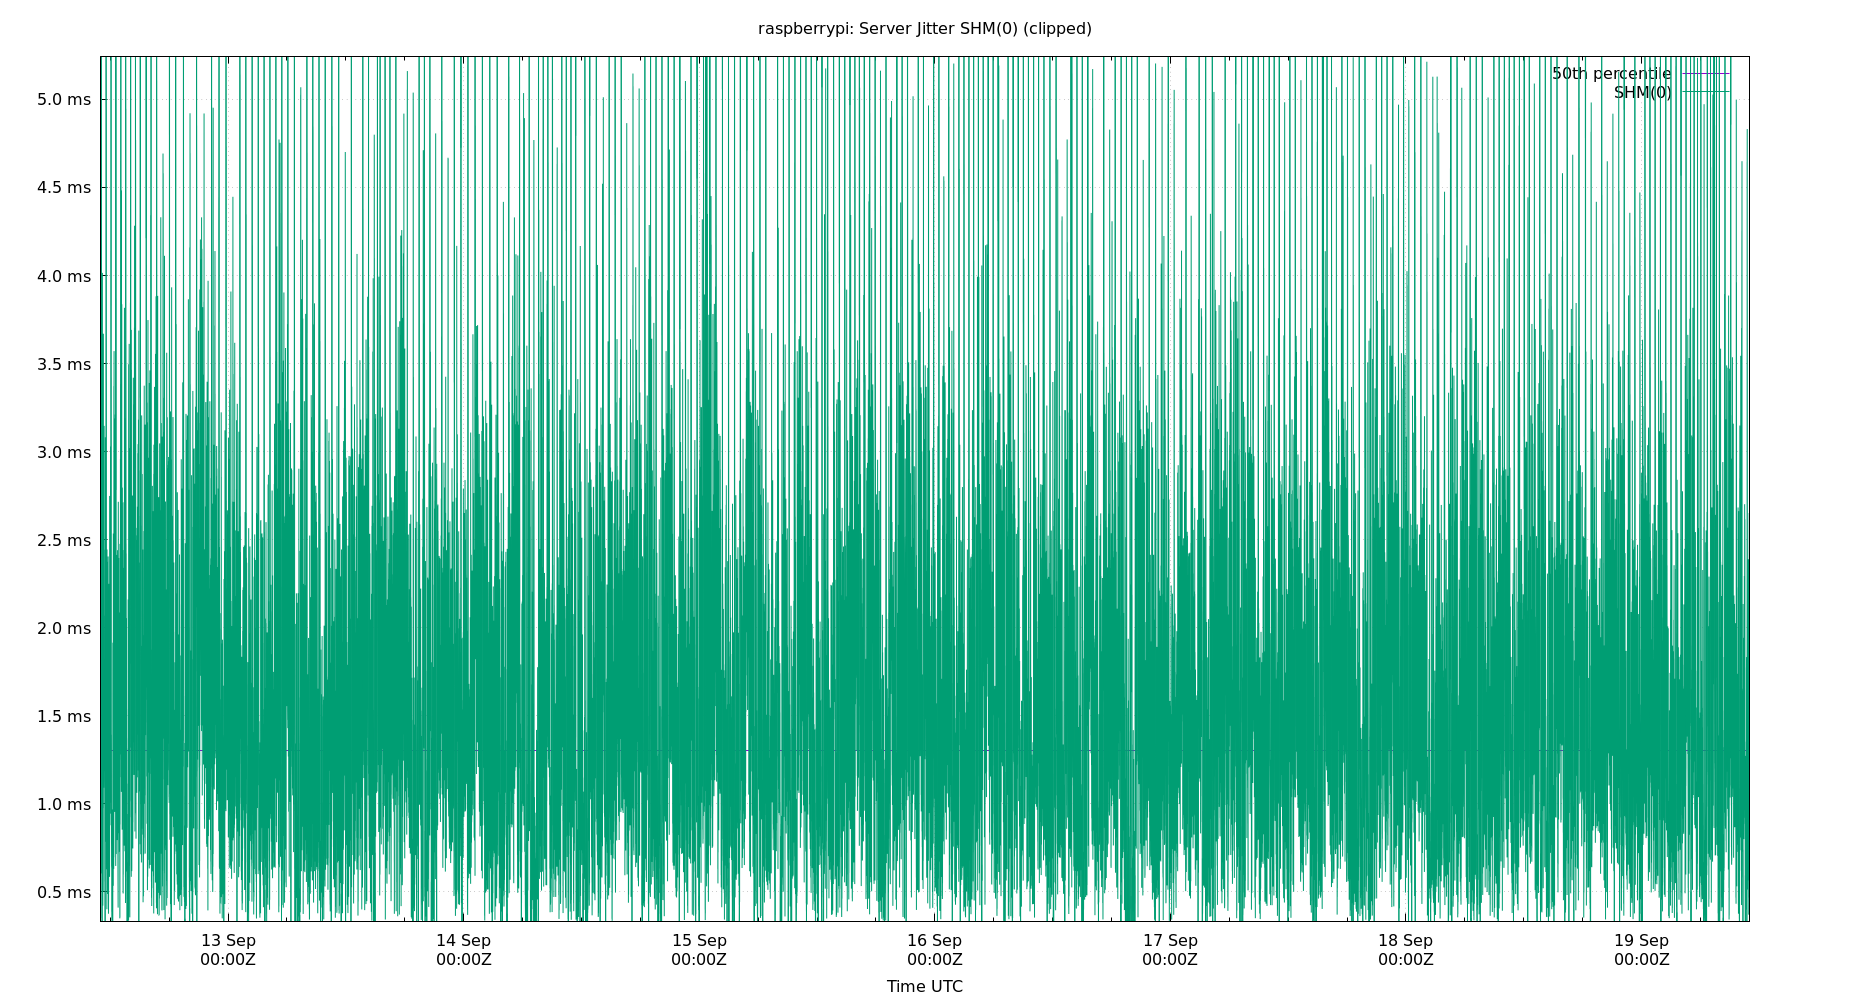 raspberrypi: Server Jitter SHM(0) (clipped)
50th percentile
SHM(0)
5.0 ms
4.5 ms
4.0 ms
3.5 ms
3.0 ms
2.5 ms
2.0 ms
1.5 ms
1.0 ms
0.5 ms
13 Sep 14 Sep 15 Sep 16 Sep 17 Sep 18 Sep 19 Sep
00:00Z 00:00Z 00:00Z 00:00Z 00:00Z 00:00Z 00:00Z
Time UTC